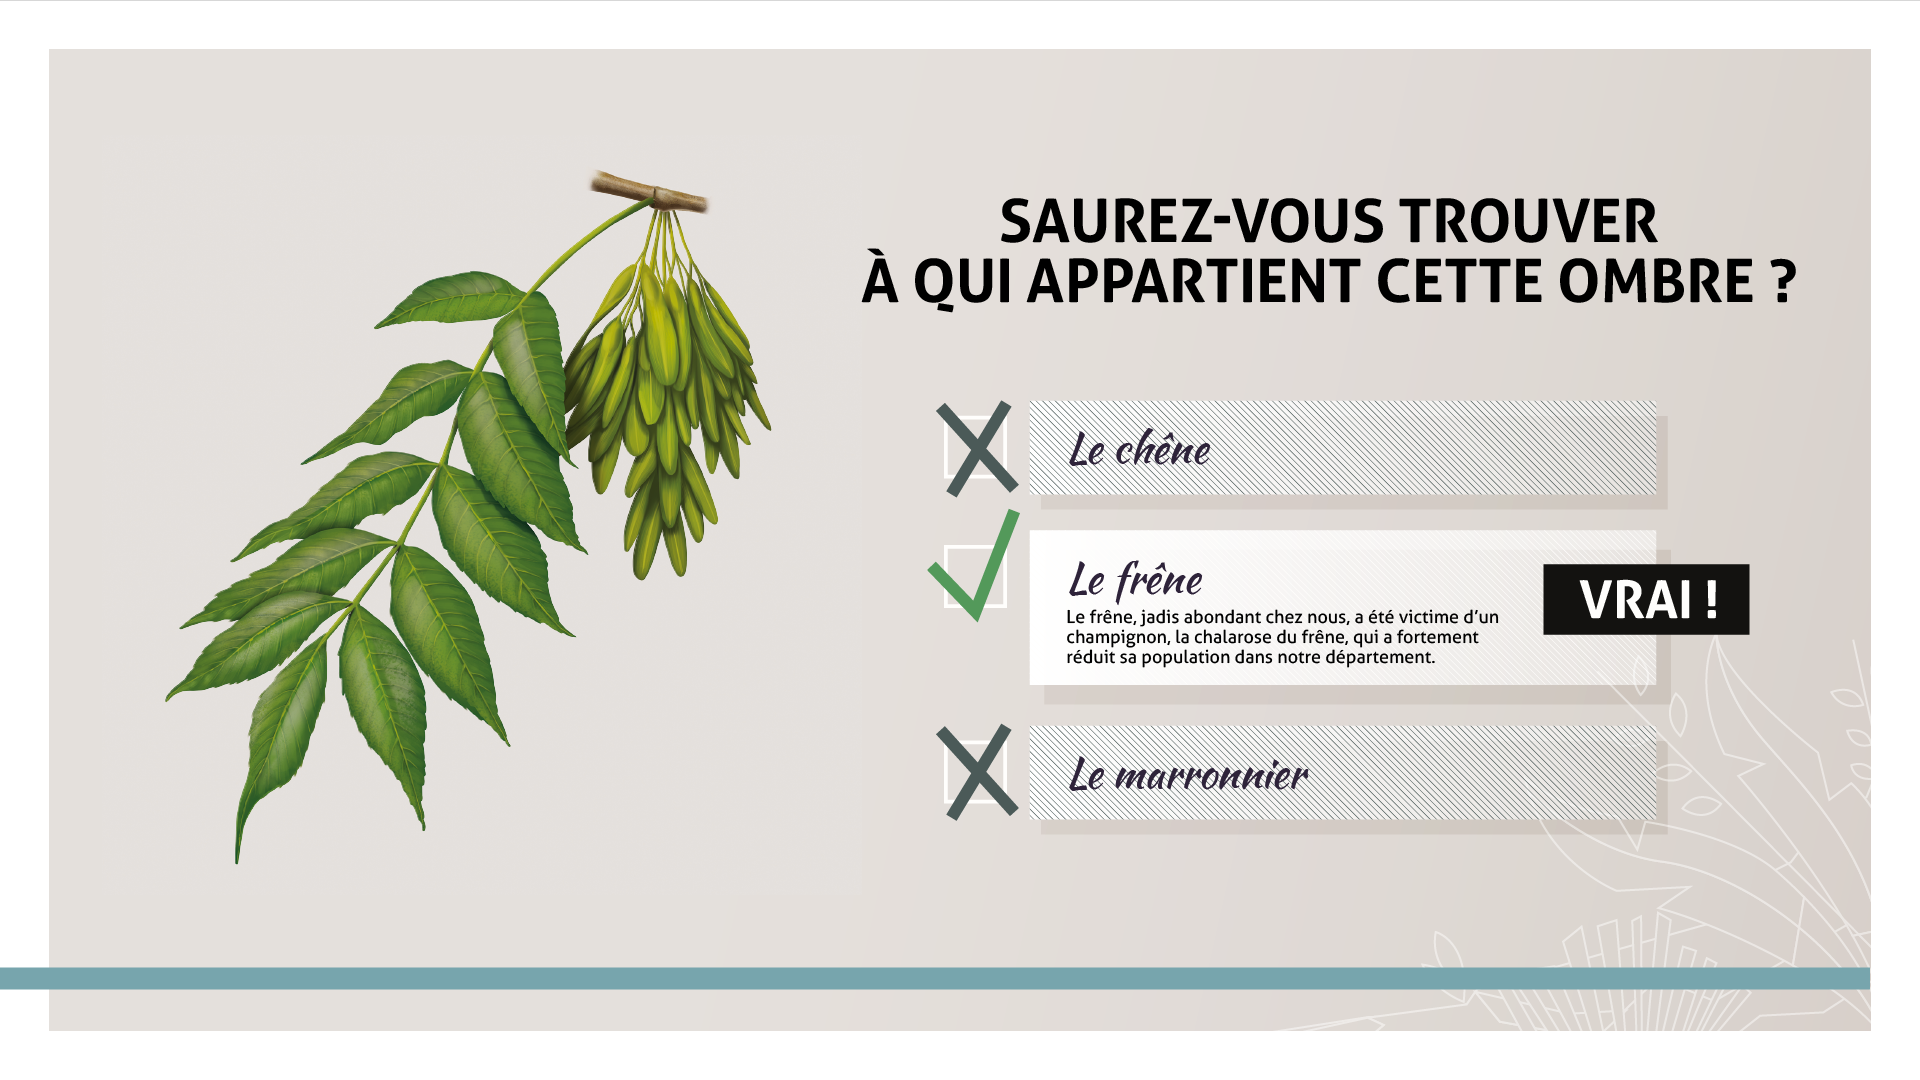 SAUREZ-VOUS TROUVER
À QUI APPARTIENT CETTE OMBRE ?
Le chêne
Le frêne
Le frêne, jadis abondant chez nous, a été victime d’un
champignon, la chalarose du frêne, qui a fortement
réduit sa population dans notre département.
VRAI !
Le marronnier